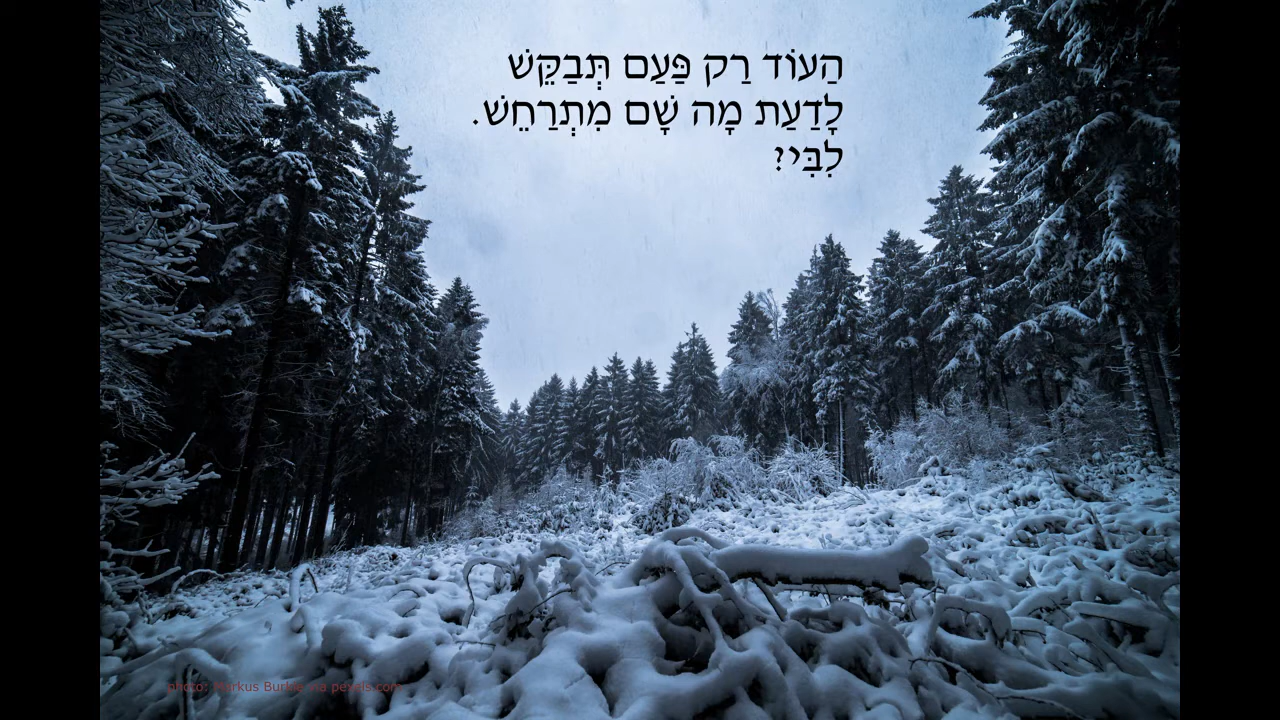 הַעוֹד רַק פַּעַם תְּבַקֵּשׁ
לָדַעַת מָה שָׁם מִתְרַחֵשׁ.
לִבִּי?
photo: Markus Burke via pexels.com